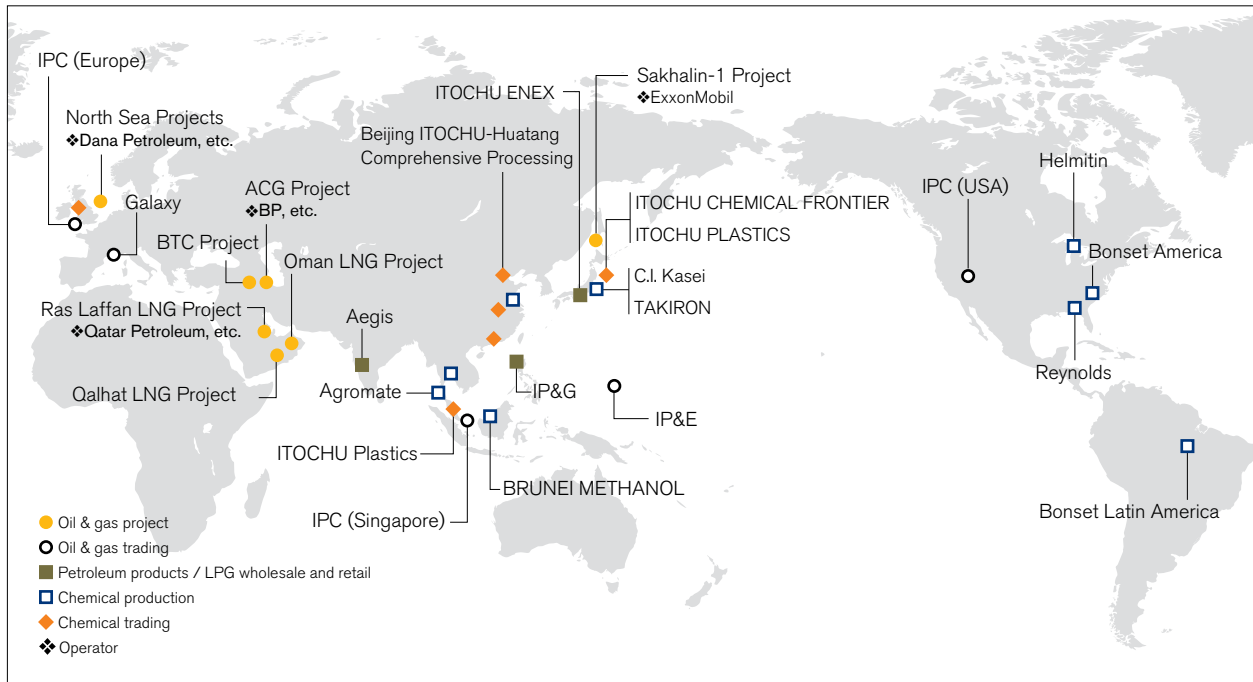 IPC (Europe)
North Sea Projects
❖Dana Petroleum, etc.
Galaxy
ACG Project
❖BP, etc.
BTC Project
Oman LNG Project
Ras Laffan LNG Project
❖Qatar Petroleum, etc.
Qalhat LNG Project
Aegis
Agromate
ITOCHU Plastics
IPC (Singapore)
BRUNEI METHANOL
IP&G
IP&E
ITOCHU ENEX
Beijing ITOCHU-Huatang
Comprehensive Processing
Sakhalin-1 Project
❖ExxonMobil
ITOCHU CHEMICAL FRONTIER
ITOCHU PLASTICS
C.I. Kasei
TAKIRON
IPC (USA)
Helmitin
Bonset America
Reynolds
Bonset Latin America
Oil & gas project
Oil & gas trading
Petroleum products / LPG wholesale and retail
Chemical production
Chemical trading
❖Operator